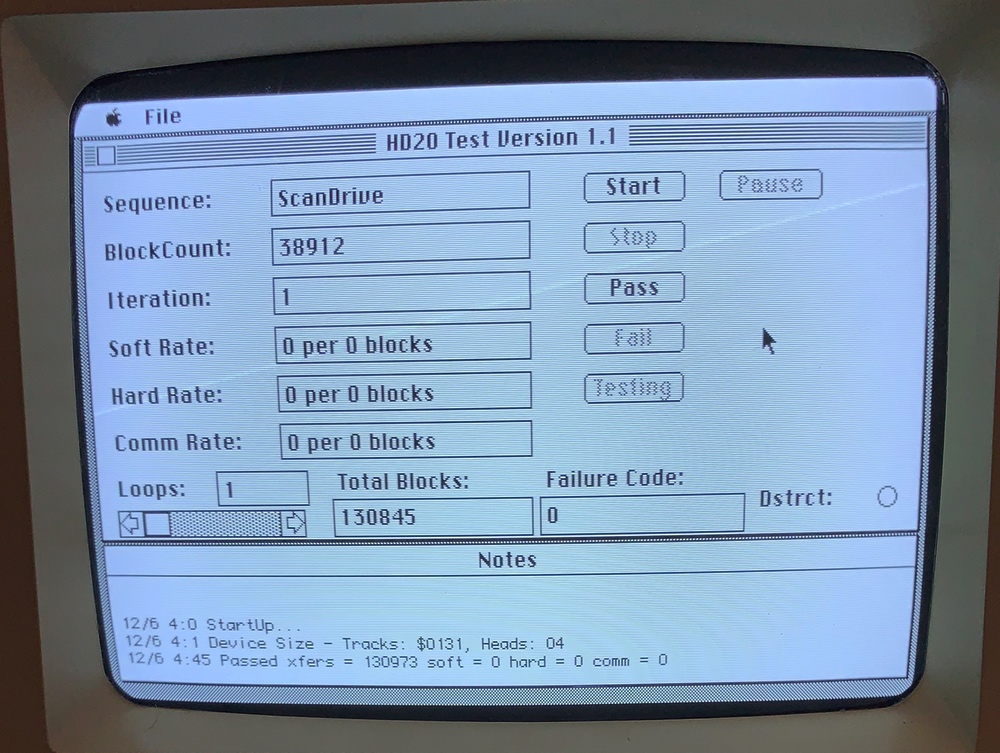 File
HD20 Test Version 1.1
Sequence: ScanDrive Start Pause
BlockCount: 38912 Stop
Iteration: 1 Pass
Soft Rate: 0 per 0 blocks Fail
Hard Rate: 0 per 0 blocks Testing
Comm Rate: 0 per 0 blocks
Loops: 1 Total Blocks: Failure Code: Dstrct:
130845 0
Notes
12/6 4:0 StartUp...
12/6 4:1 Device Size - Tracks: $0131, Heads: 04
12/6 4:45 Passed xfers = 130973 soft = 0 hard = 0 comm = 0